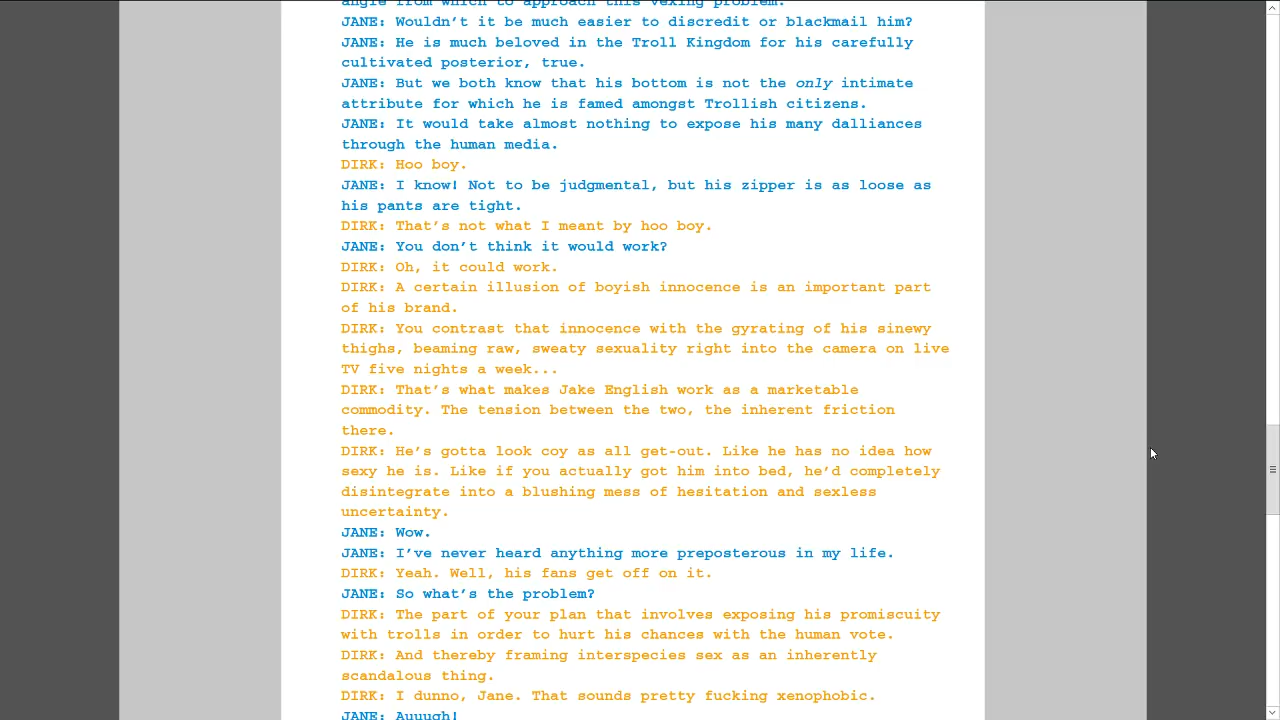 angle from which to approach this vexing problem.
JANE: Wouldn’t it be much easier to discredit or blackmail him?
JANE: He is much beloved in the Troll Kingdom for his carefully
cultivated posterior, true.
JANE: But we both know that his bottom is not the only intimate
attribute for which he is famed amongst Trollish citizens.
JANE: It would take almost nothing to expose his many dalliances
through the human media.
DIRK: Hoo boy.
JANE: I know! Not to be judgmental, but his zipper is as loose as
his pants are tight.
DIRK: That’s not what I meant by hoo boy.
JANE: You don’t think it would work?
DIRK: Oh, it could work.
DIRK: A certain illusion of boyish innocence is an important part
of his brand.
DIRK: You contrast that innocence with the gyrating of his sinewy
thighs, beaming raw, sweaty sexuality right into the camera on live
TV five nights a week...
DIRK: That’s what makes Jake English work as a marketable
commodity. The tension between the two, the inherent friction
there.
DIRK: He’s gotta look coy as all get-out. Like he has no idea how
sexy he is. Like if you actually got him into bed, he’d completely
disintegrate into a blushing mess of hesitation and sexless
uncertainty.
JANE: Wow.
JANE: I’ve never heard anything more preposterous in my life.
DIRK: Yeah. Well, his fans get off on it.
JANE: So what’s the problem?
DIRK: The part of your plan that involves exposing his promiscuity
with trolls in order to hurt his chances with the human vote.
DIRK: And thereby framing interspecies sex as an inherently
scandalous thing.
DIRK: I dunno, Jane. That sounds pretty fucking xenophobic.
JANE: Auuugh!